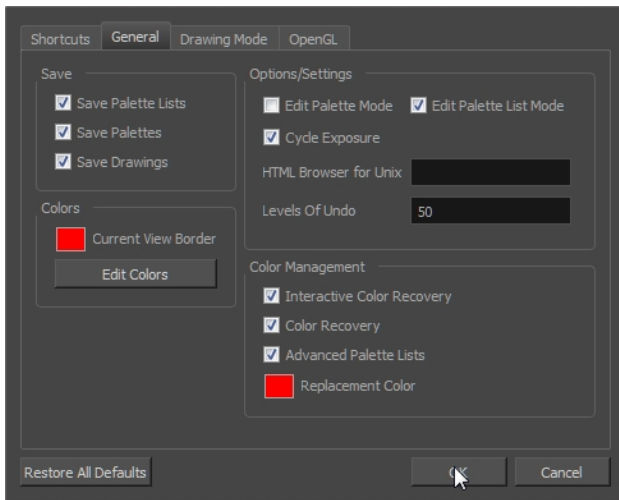 Shortcuts General Drawing Mode OpenGL
Save
Save Palette Lists
Save Palettes
Save Drawings
Colors
Current View Border
Edit Colors
Options/Settings
Edit Palette Mode Edit Palette List Mode
Cycle Exposure
HTML Browser for Unix
Levels Of Undo 50
Color Management
Interactive Color Recovery
Color Recovery
Advanced Palette Lists
Replacement Color
Restore All Defaults OK Cancel